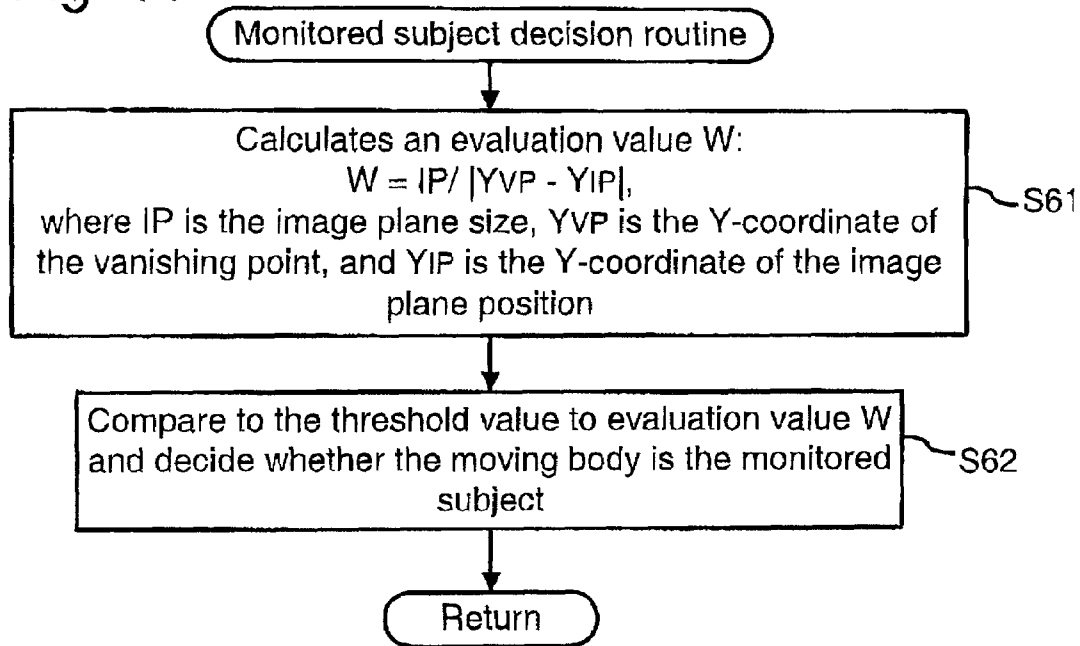 Monitored subject decision routine
Calculates an evaluation value W:
W = IP/ |YVP - YIP|,
where IP is the image plane size, YVP is the Y-coordinate of
the vanishing point, and YIP is the Y-coordinate of the image
plane position
S61
Compare to the threshold value to evaluation value W
and decide whether the moving body is the monitored
subject
S62
Return